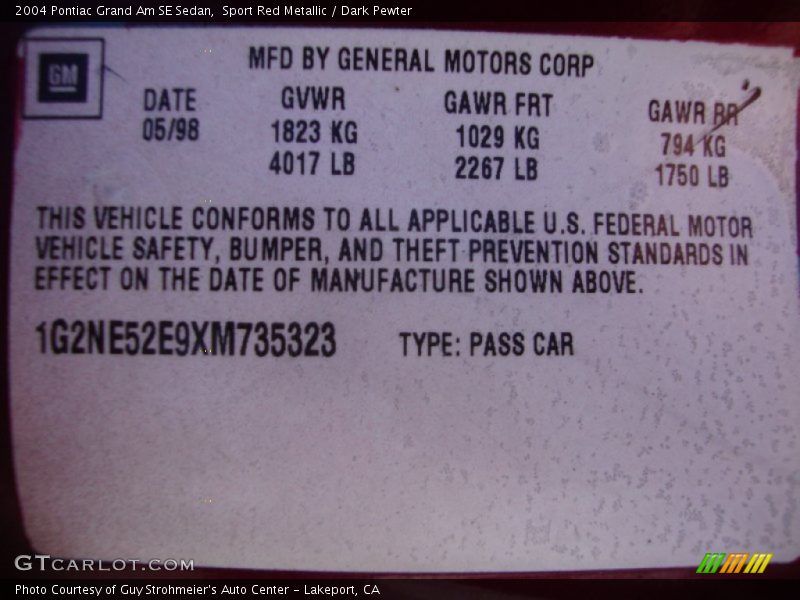 2004 Pontiac Grand Am SE Sedan,  Sport Red Metallic / Dark Pewter
GM
MFD BY GENERAL MOTORS CORP
DATE GVWR GAWR FRT GAWR RR
05/98 1823 KG 1029 KG 794 KG
4017 LB 2267 LB 1750 LB
THIS VEHICLE CONFORMS TO ALL APPLICABLE U.S. FEDERAL MOTOR
VEHICLE SAFETY, BUMPER, AND THEFT PREVENTION STANDARDS IN
EFFECT ON THE DATE OF MANUFACTURE SHOWN ABOVE.
1G2NE52E9XM735323 TYPE: PASS CAR
GTCARLOT.COM
Photo Courtesy of Guy Strohmeier's Auto Center - Lakeport, CA